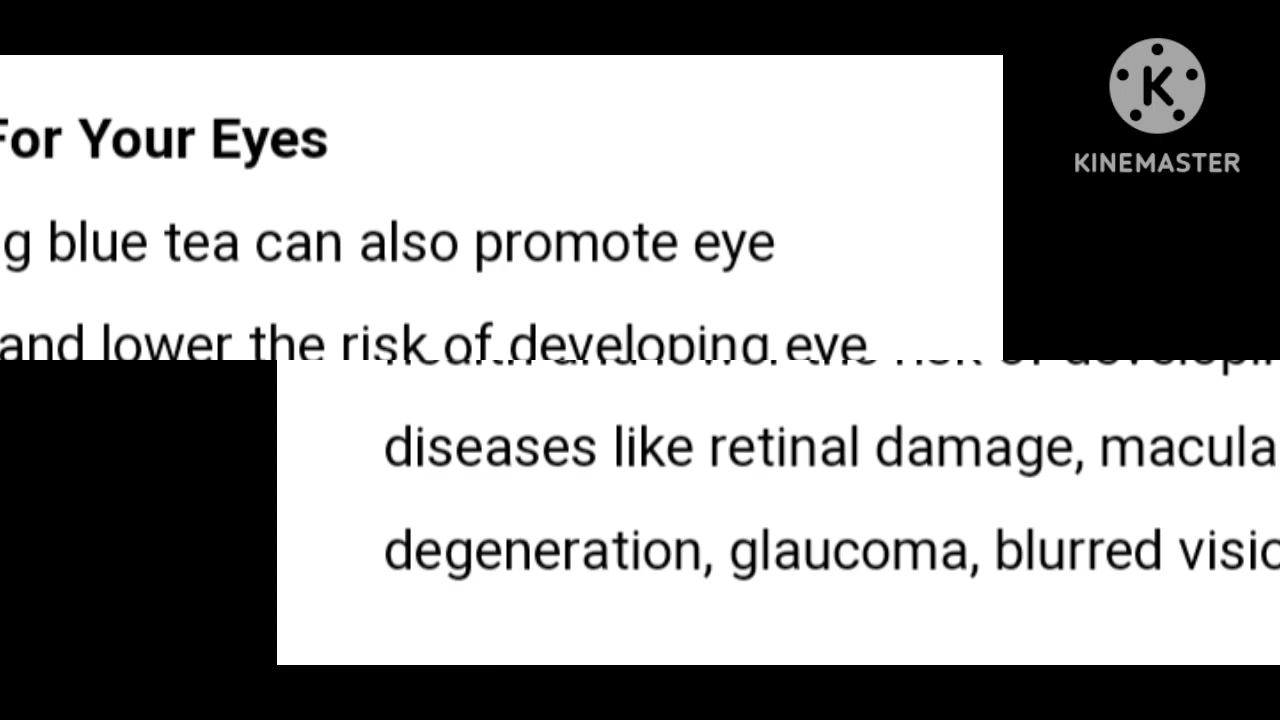 For Your Eyes
g blue tea can also promote eye
and lower the risk of developing eye
diseases like retinal damage, macula
degeneration, glaucoma, blurred visio
KINEMASTER